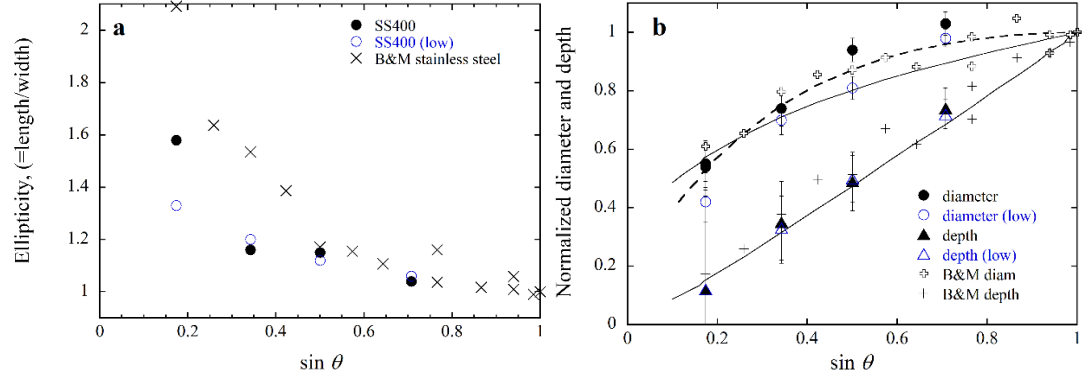 a
SS400
SS400 (low)
B&M stainless steel
2
1.8
1.6
1.4
1.2
1
Ellipticity, (=length/width)
0
0.2
0.4
0.6
0.8
1
sin θ
b
1
0.8
0.6
0.4
0.2
0
Normalized diameter and depth
diameter
diameter (low)
depth
depth (low)
B&M diam
B&M depth
0
0.2
0.4
0.6
0.8
1
sin θ